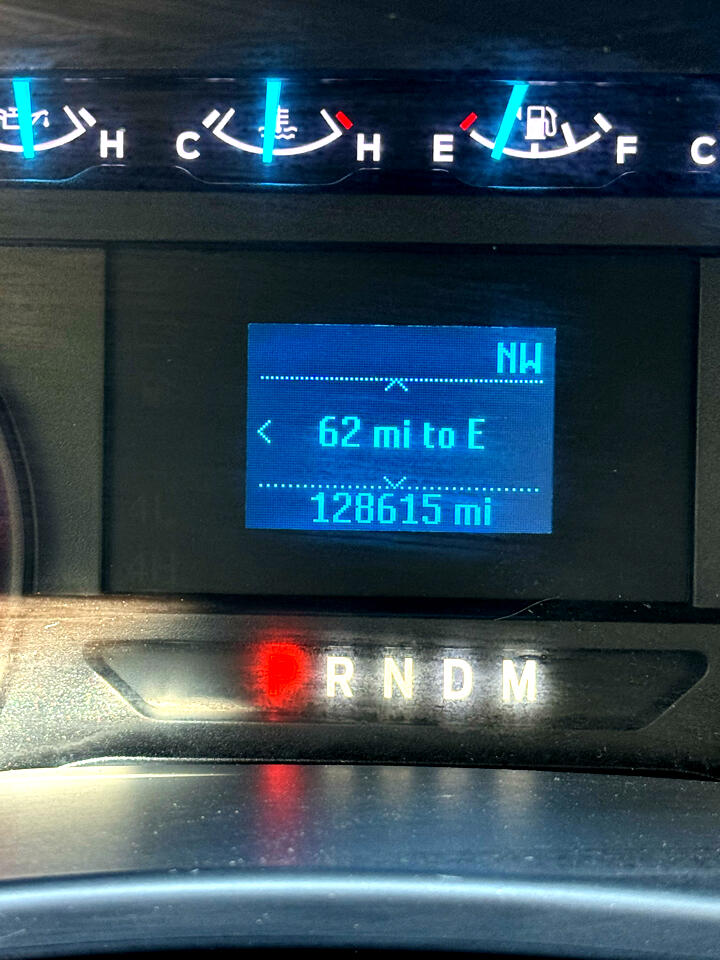 H C H E F C
NW
62 mi to E
128615 mi
P R N D M